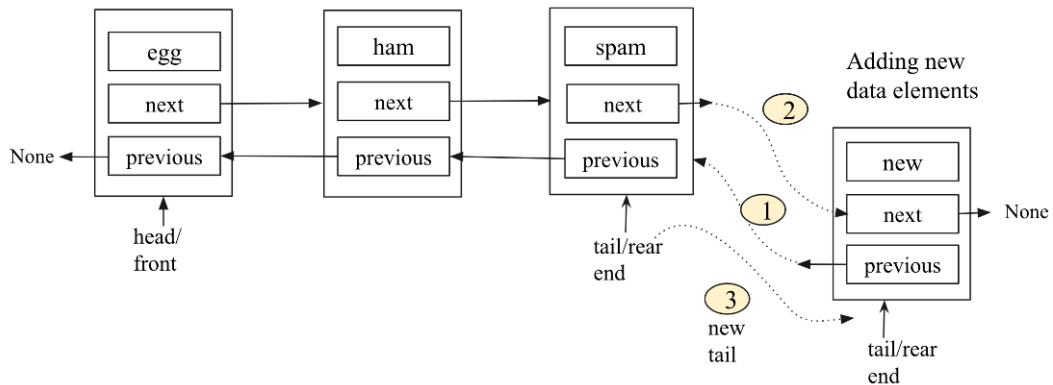 egg
next
previous
None
head/
front
ham
next
previous
spam
next
previous
tail/rear
end
2
1
3
new
tail
Adding new
data elements
new
next
previous
None
tail/rear
end